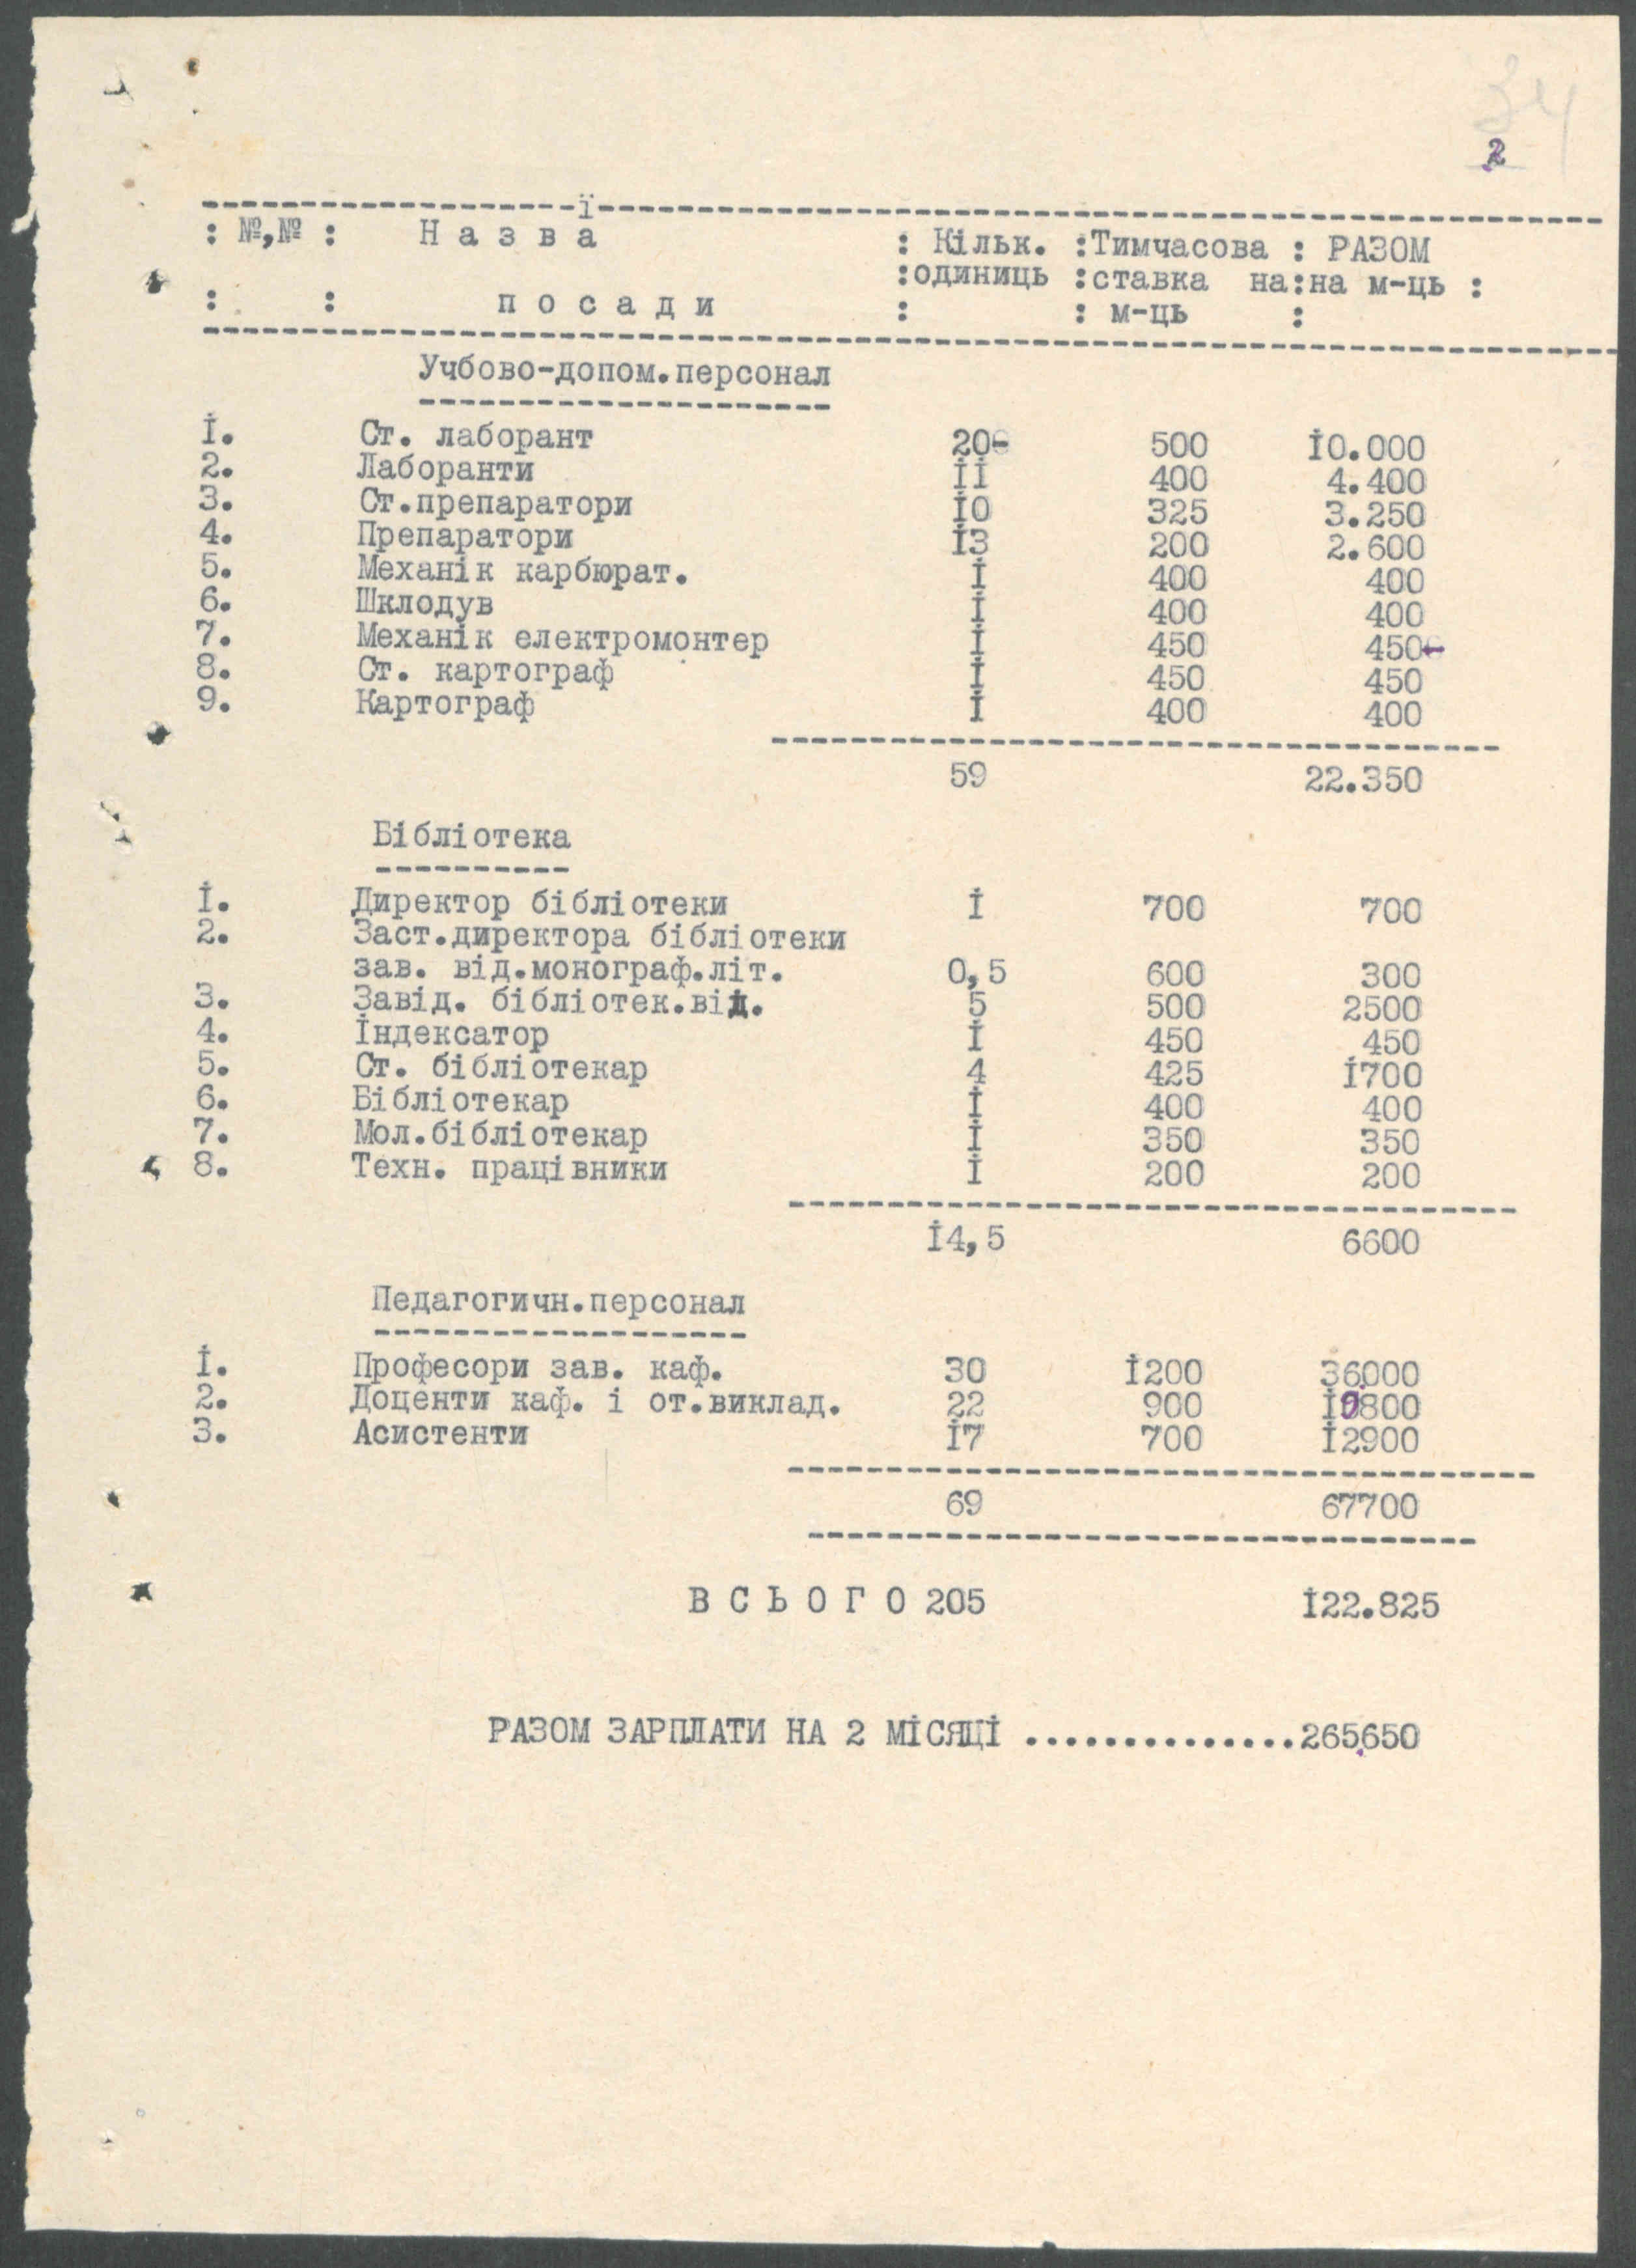 34
2
: №,№ : Назва : Кільк. :Тимчасова : РАЗОМ
:одиниць :ставка на:на м-ць :
: : посади : : м-ць :
Учбово-допом.персонал
І. Ст. лаборант 20 500 І0.000
2. Лаборанти ІІ 400 4.400
3. Ст.препаратори І0 325 3.250
4. Препаратори І3 200 2.600
5. Механік карбюрат. І 400 400
6. Шклодув І 400 400
7. Механік електромонтер І 450 450
8. Ст. картограф І 450 450
9. Картограф І 400 400
59 22.350
Бібліотека
І. Директор бібліотеки І 700 700
2. Заст.директора бібліотеки
зав. від.монограф.літ. 0,5 600 300
3. Завід. бібліотек.від. 5 500 2500
4. Індексатор І 450 450
5. Ст. бібліотекар 4 425 І700
6. Бібліотекар І 400 400
7. Мол.бібліотекар І 350 350
8. Техн. працівники І 200 200
І4,5 6600
Педагогичн.персонал
І. Професори зав. каф. 30 І200 36000
2. Доценти каф. і от.виклад. 22 900 І9800
3. Асистенти І7 700 І2900
69 67700
ВСЬОГО 205 І22.825
РАЗОМ ЗАРПЛАТИ НА 2 МІСЯЦІ ..............265650